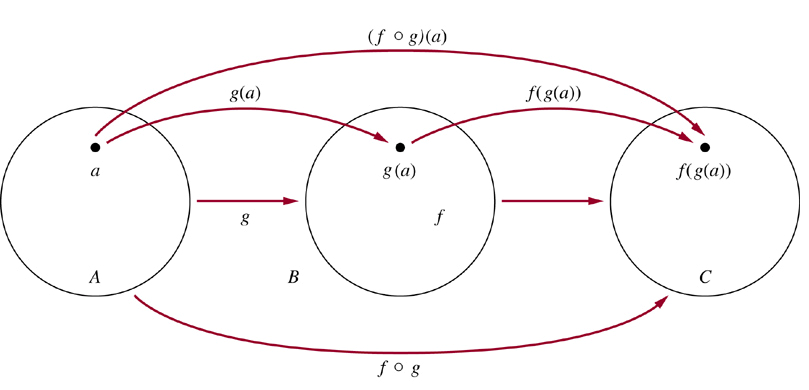 (f ∘ g)(a)
g(a) f(g(a))
a g(a) f(g(a))
g f
A B C
f ∘ g